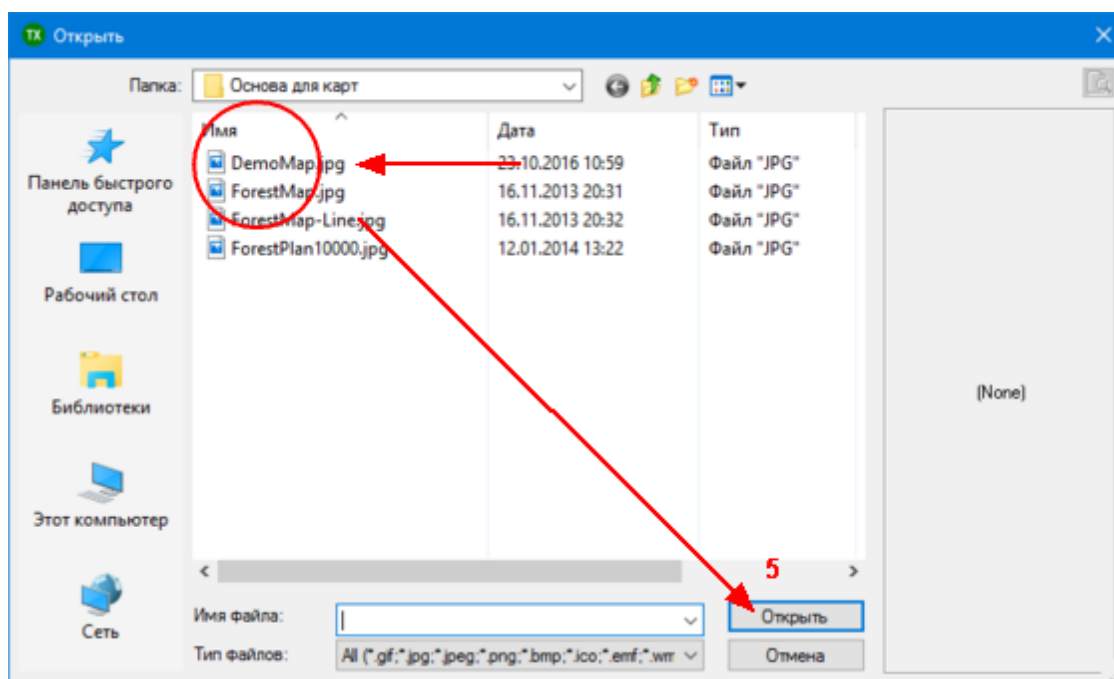 TX Открыть
Папка: Основа для карт
Имя Дата Тип
DemoMap.jpg 23.10.2016 10:59 Файл "JPG"
ForestMap.jpg 16.11.2013 20:31 Файл "JPG"
ForestMap-Line.jpg 16.11.2013 20:32 Файл "JPG"
ForestPlan10000.jpg 12.01.2014 13:22 Файл "JPG"
Панель быстрого
доступа
Рабочий стол
Библиотеки
(None)
Этот компьютер
5
Сеть
Имя файла: Открыть
Тип файлов: All (*.gif;*.jpg;*.jpeg;*.png;*.bmp;*.ico;*.emf;*.wm Отмена